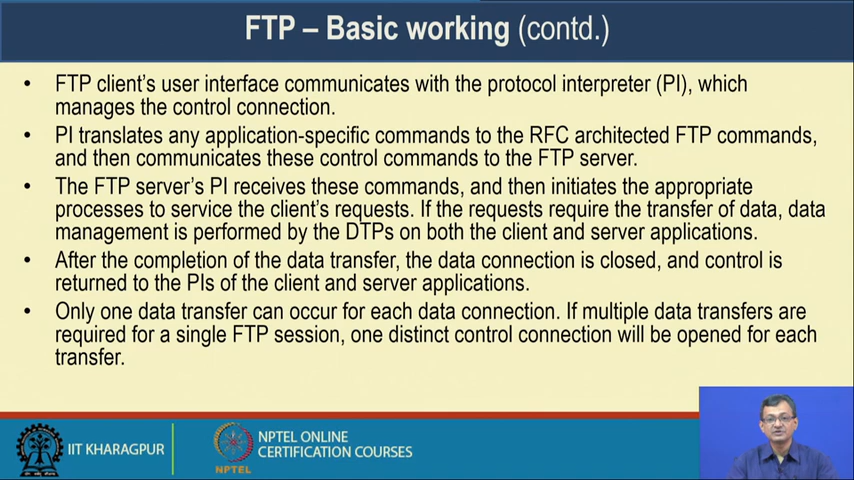 FTP – Basic working (contd.)
• FTP client's user interface communicates with the protocol interpreter (PI), which
manages the control connection.
• PI translates any application-specific commands to the RFC architected FTP commands,
and then communicates these control commands to the FTP server.
• The FTP server's PI receives these commands, and then initiates the appropriate
processes to service the client's requests. If the requests require the transfer of data, data
management is performed by the DTPs on both the client and server applications.
• After the completion of the data transfer, the data connection is closed, and control is
returned to the PIs of the client and server applications.
• Only one data transfer can occur for each data connection. If multiple data transfers are
required for a single FTP session, one distinct control connection will be opened for each
transfer.
IIT KHARAGPUR
NPTEL
NPTEL ONLINE
CERTIFICATION COURSES